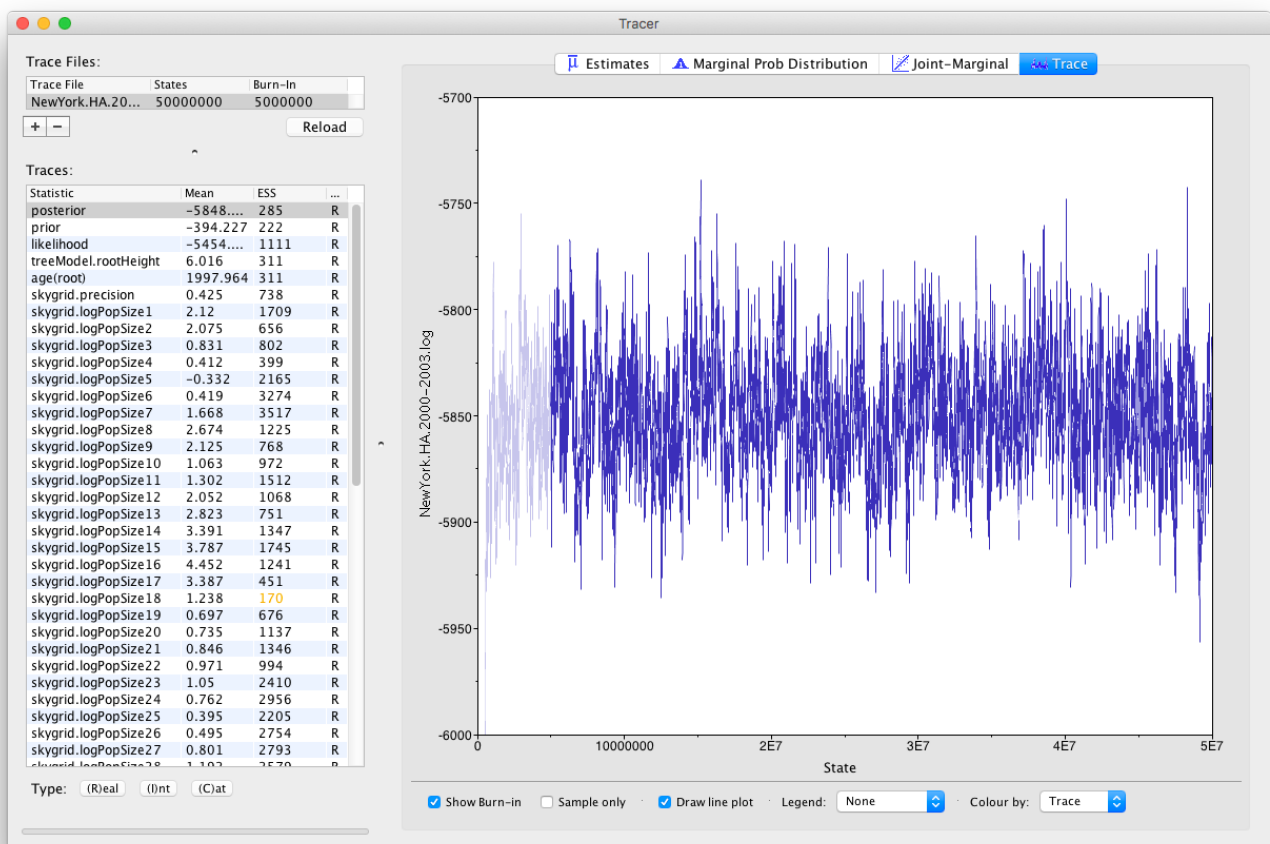 Tracer
Trace Files:
Trace File States Burn-In
NewYork.HA.20... 50000000 5000000
+ − Reload
Traces:
Statistic Mean ESS ...
posterior -5848.... 285 R
prior -394.227 222 R
likelihood -5454.... 1111 R
treeModel.rootHeight 6.016 311 R
age(root) 1997.964 311 R
skygrid.precision 0.425 738 R
skygrid.logPopSize1 2.12 1709 R
skygrid.logPopSize2 2.075 656 R
skygrid.logPopSize3 0.831 802 R
skygrid.logPopSize4 0.412 399 R
skygrid.logPopSize5 -0.332 2165 R
skygrid.logPopSize6 0.419 3274 R
skygrid.logPopSize7 1.668 3517 R
skygrid.logPopSize8 2.674 1225 R
skygrid.logPopSize9 2.125 768 R
skygrid.logPopSize10 1.063 972 R
skygrid.logPopSize11 1.302 1512 R
skygrid.logPopSize12 2.052 1068 R
skygrid.logPopSize13 2.823 751 R
skygrid.logPopSize14 3.391 1347 R
skygrid.logPopSize15 3.787 1745 R
skygrid.logPopSize16 4.452 1241 R
skygrid.logPopSize17 3.387 451 R
skygrid.logPopSize18 1.238 170 R
skygrid.logPopSize19 0.697 676 R
skygrid.logPopSize20 0.735 1137 R
skygrid.logPopSize21 0.846 1346 R
skygrid.logPopSize22 0.971 994 R
skygrid.logPopSize23 1.05 2410 R
skygrid.logPopSize24 0.762 2956 R
skygrid.logPopSize25 0.395 2205 R
skygrid.logPopSize26 0.495 2754 R
skygrid.logPopSize27 0.801 2793 R
Type: (R)eal (I)nt (C)at
Estimates Marginal Prob Distribution Joint-Marginal Trace
-5700
-5750
-5800
-5850
-5900
-5950
-6000
NewYork.HA.2000-2003.log
0 10000000 2E7 3E7 4E7 5E7
State
Show Burn-in Sample only Draw line plot Legend: None Colour by: Trace